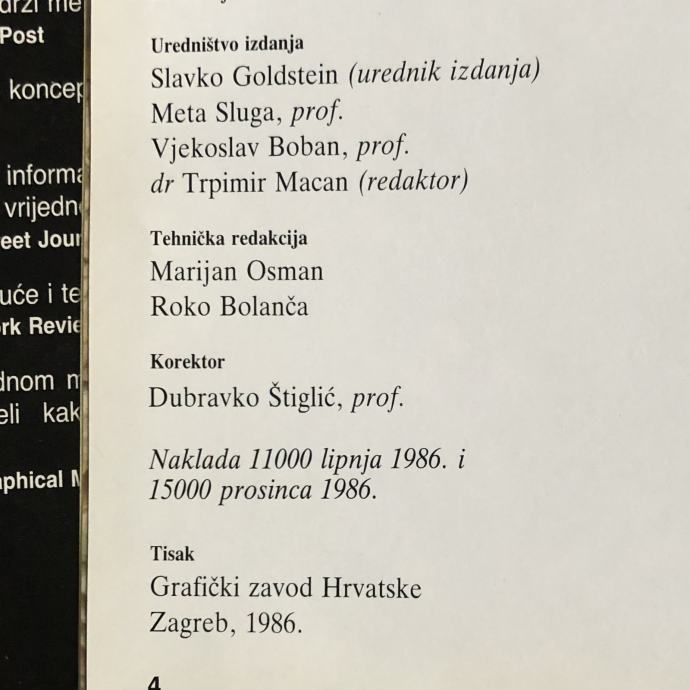 Post
informa
vrijedn
eet Jour
uće i te
rk Revie
dnom
eli kak
aphical
Uredništvo izdanja
Slavko Goldstein (urednik izdanja)
Meta Sluga, prof.
Vjekoslav Boban, prof.
dr Trpimir Macan (redaktor)
Tehnička redakcija
Marijan Osman
Roko Bolanča
Korektor
Dubravko Štiglić, prof.
Naklada 11000 lipnja 1986. i
15000 prosinca 1986.
Tisak
Grafički zavod Hrvatske
Zagreb, 1986.
4